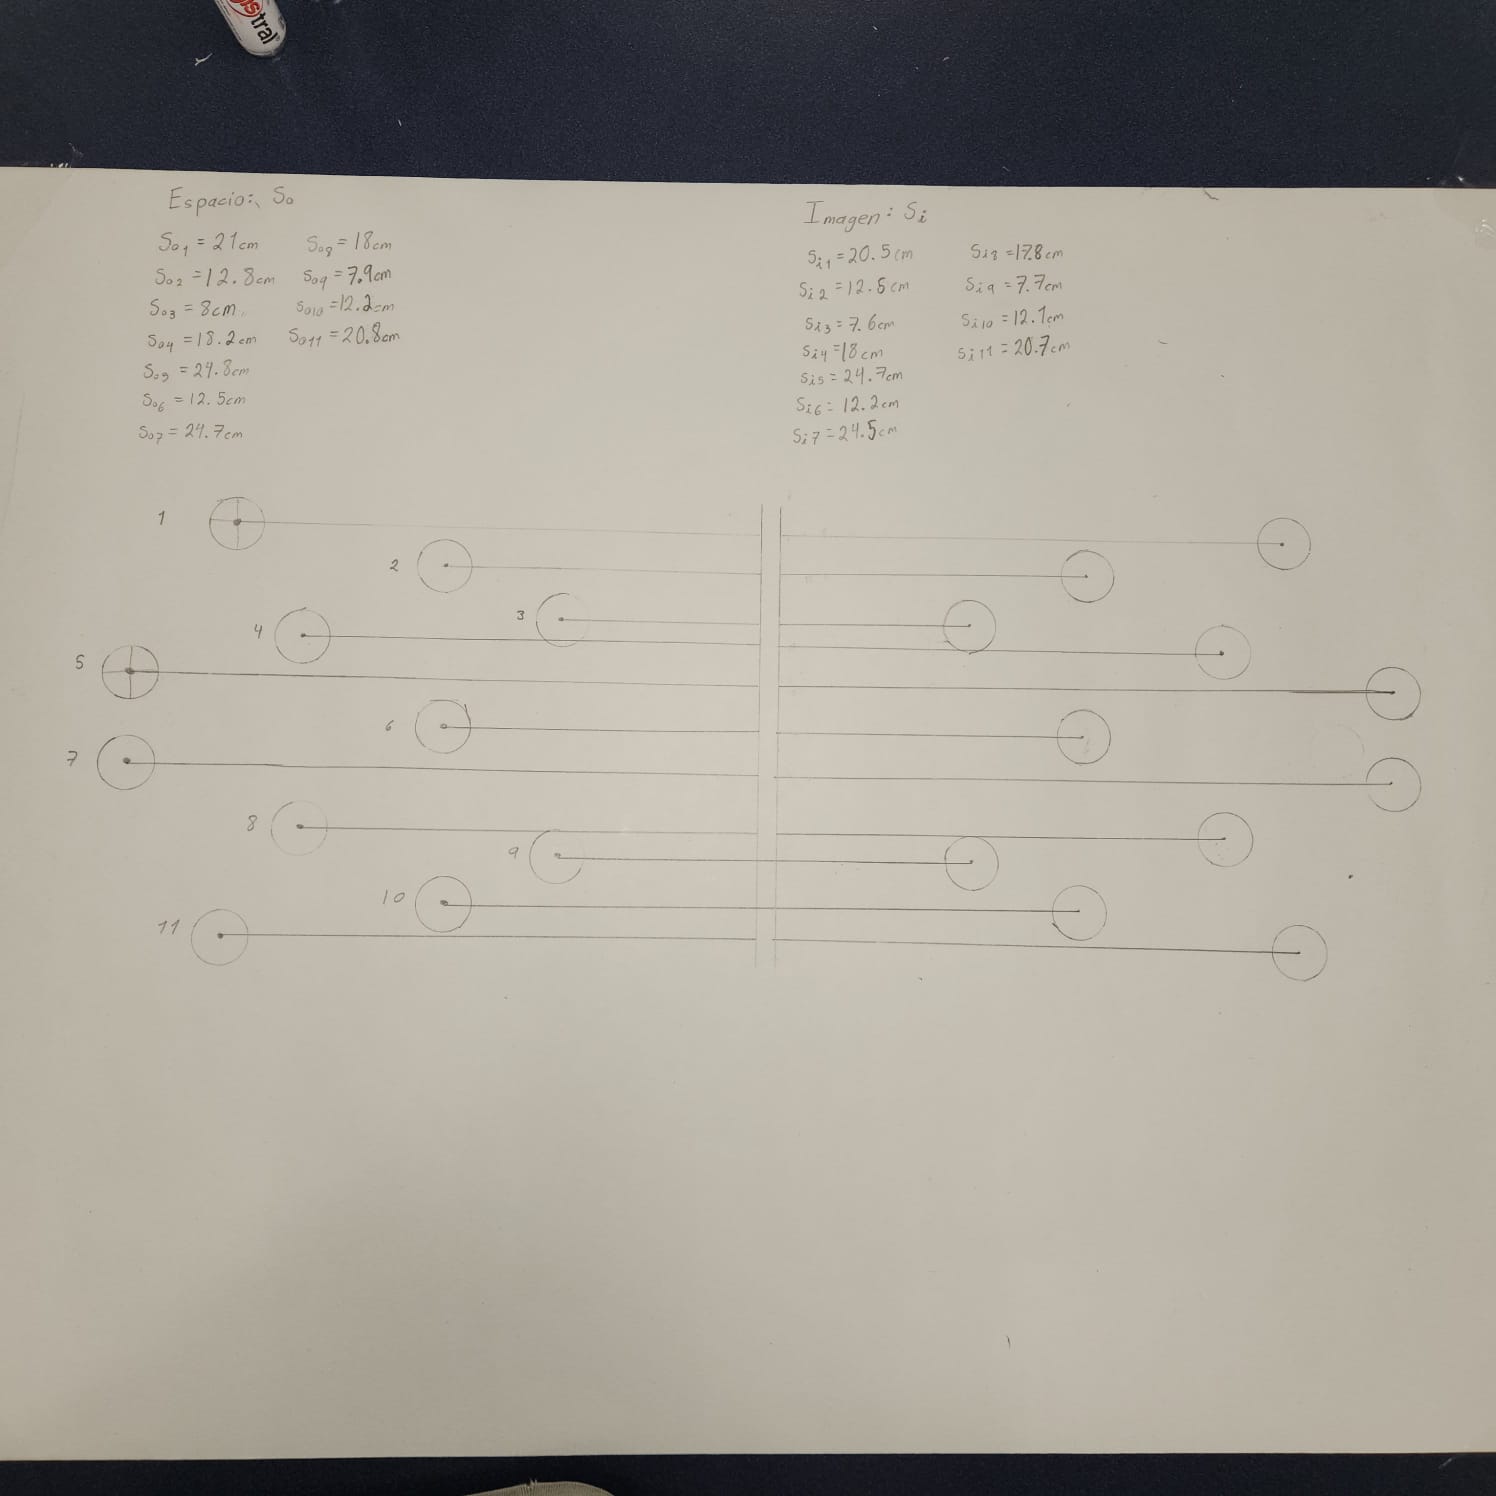 istral
Espacio: So
So1 = 21cm
So2 = 12.8cm
So3 = 8cm
So4 = 18.2cm
So5 = 24.8cm
So6 = 12.5cm
So7 = 24.7cm
So8 = 18cm
So9 = 7.9cm
So10 = 12.2cm
So11 = 20.8cm
Imagen: Si
Si1 = 20.5cm
Si2 = 12.5cm
Si3 = 7.6cm
Si4 = 18cm
Si5 = 24.7cm
Si6 = 12.2cm
Si7 = 24.5cm
Si8 = 17.8cm
Si9 = 7.7cm
Si10 = 12.1cm
Si11 = 20.7cm
1
2
3
4
5
6
7
8
9
10
11